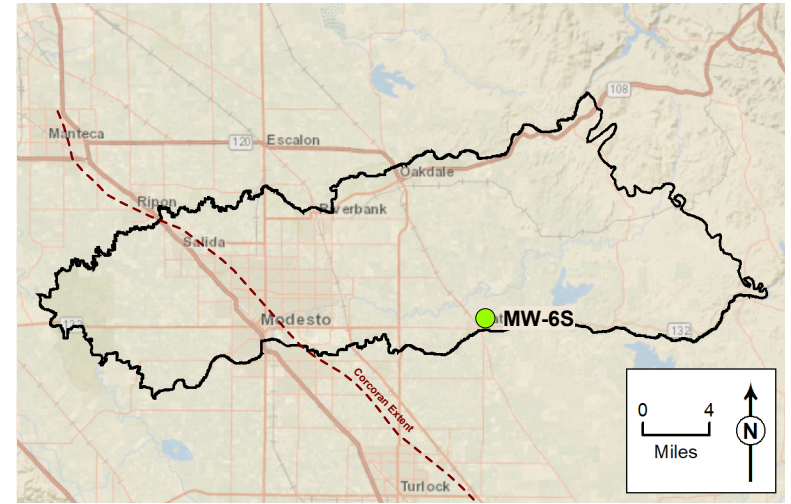 108
Manteca
120
Escalon
Oakdale
Ripon
Riverbank
Salida
MW-6S
132
Modesto
132
Corcoran Extent
0 4
Miles
N
Turlock